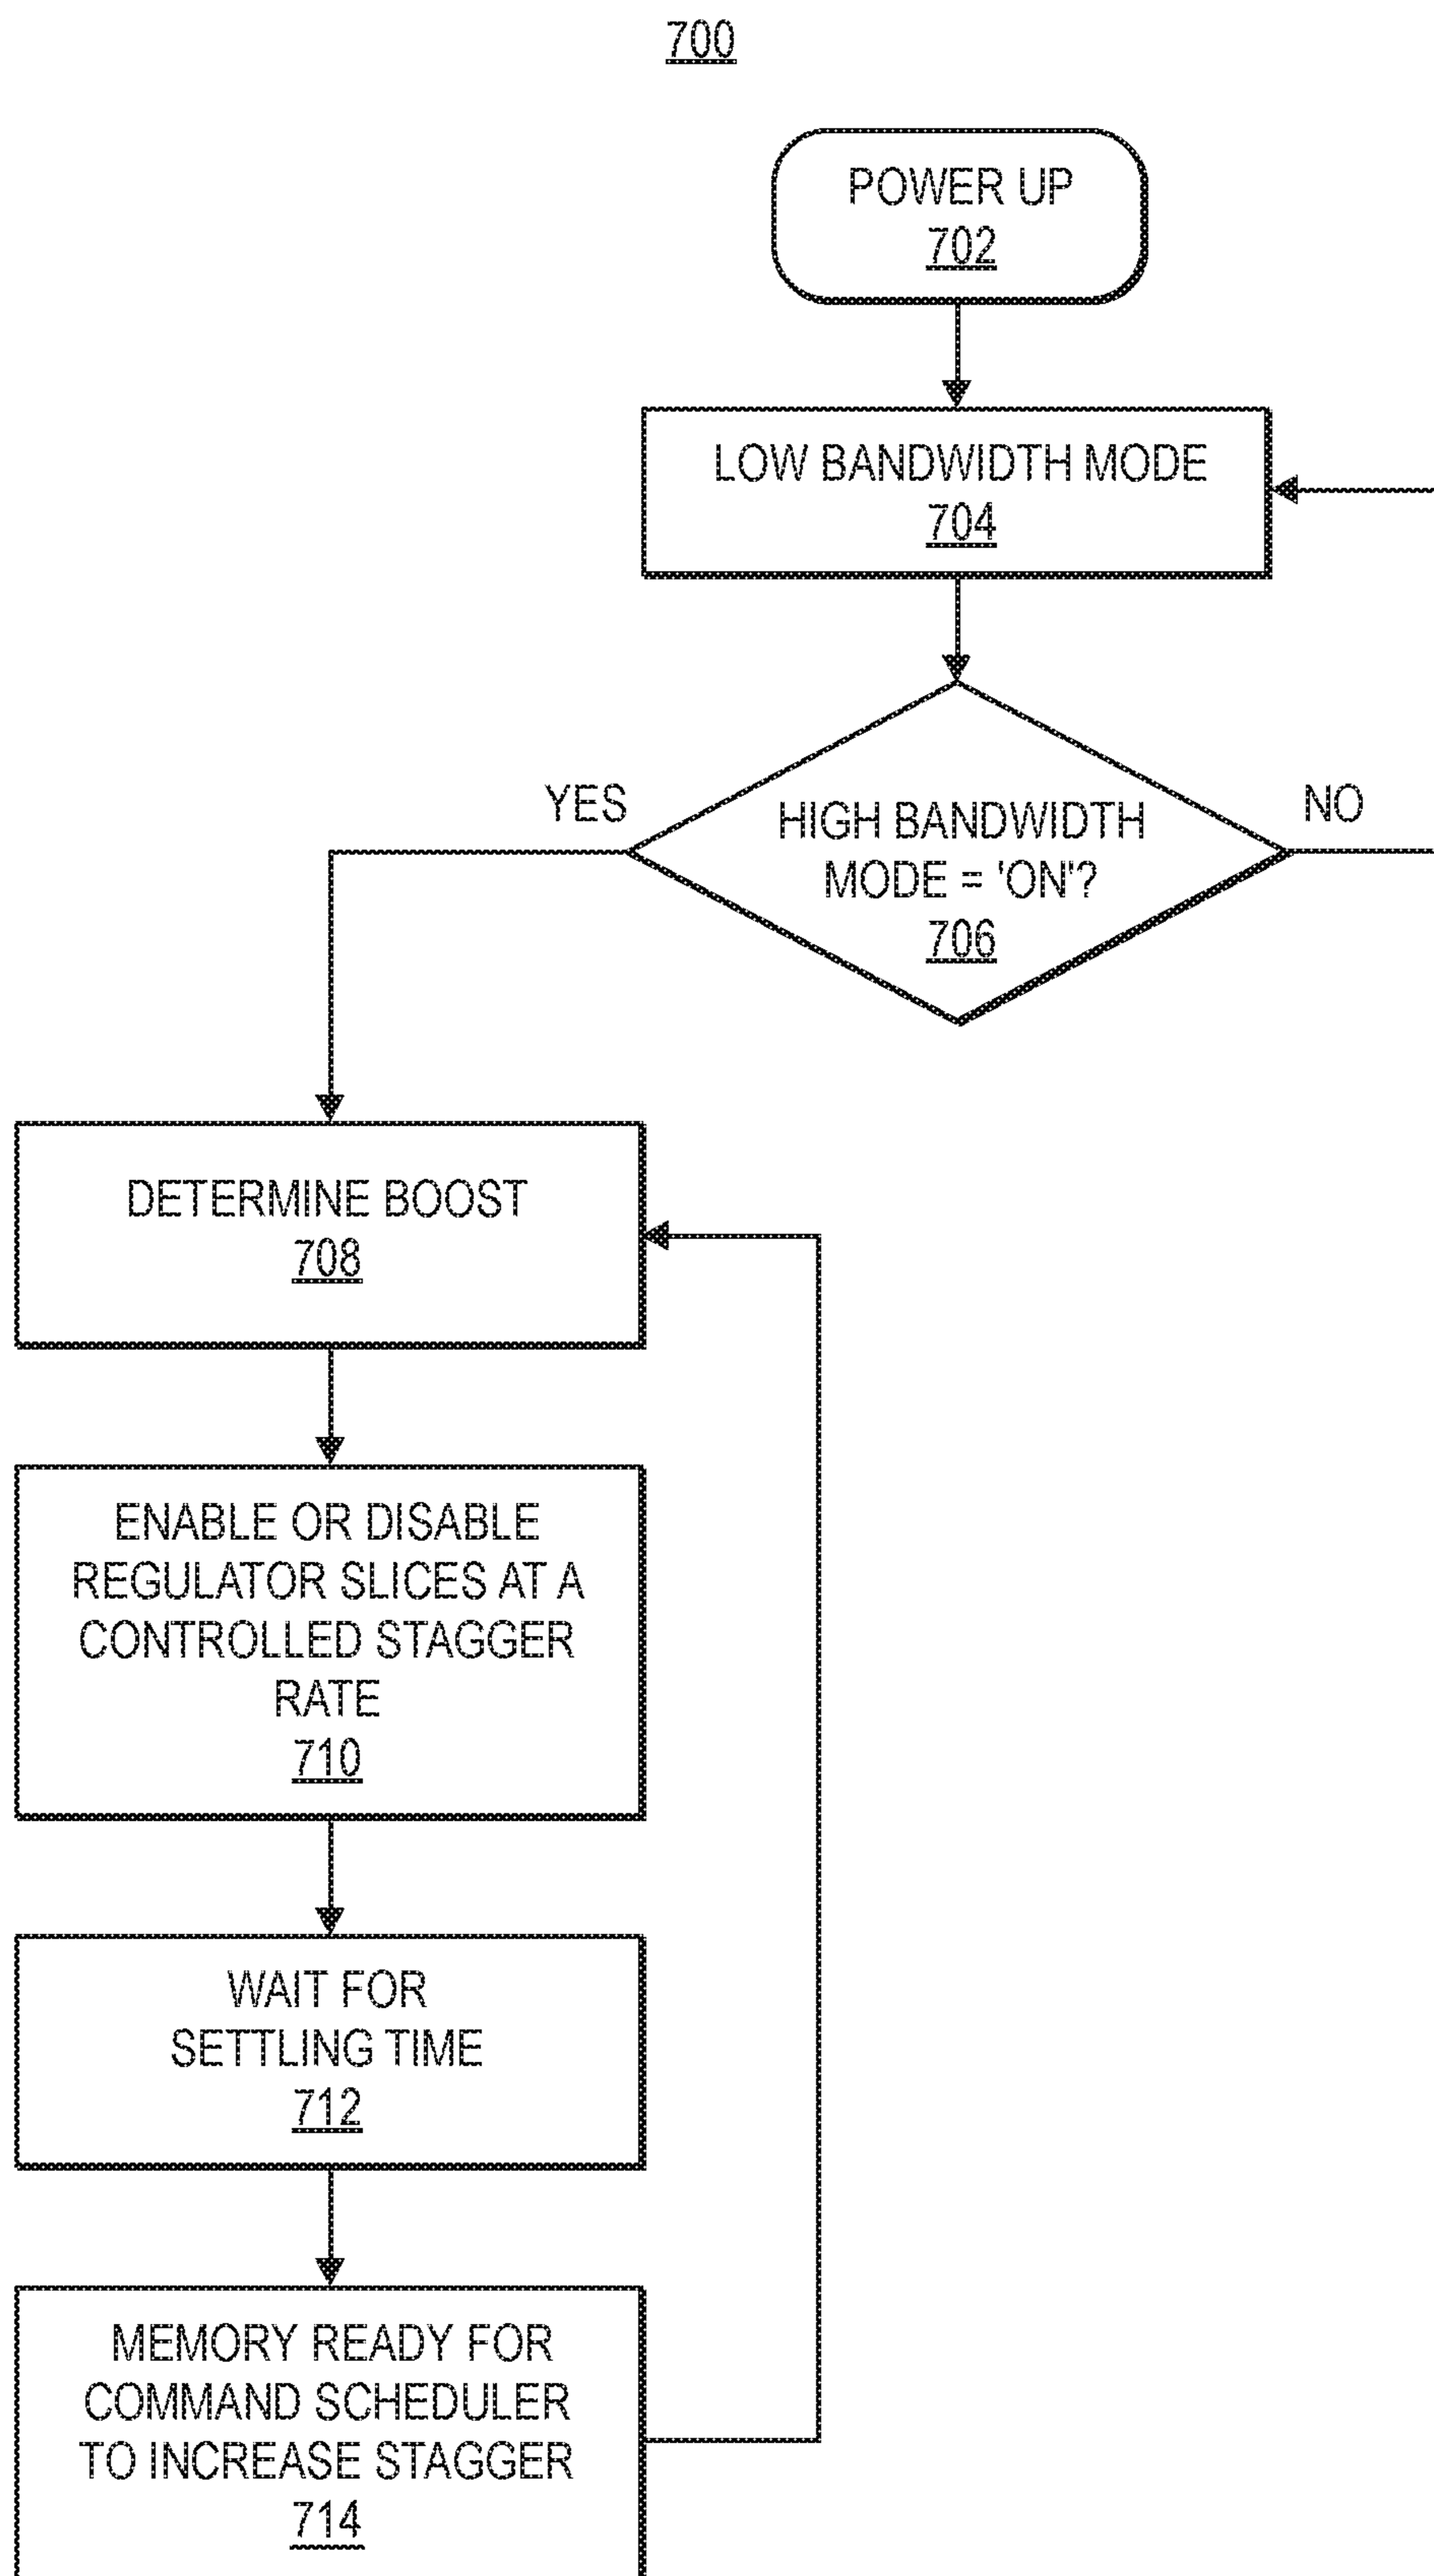 700
POWER UP
702
LOW BANDWIDTH MODE
704
YES
NO
HIGH BANDWIDTH
MODE = 'ON'?
706
DETERMINE BOOST
708
ENABLE OR DISABLE
REGULATOR SLICES AT A
CONTROLLED STAGGER
RATE
710
WAIT FOR
SETTLING TIME
712
MEMORY READY FOR
COMMAND SCHEDULER
TO INCREASE STAGGER
714